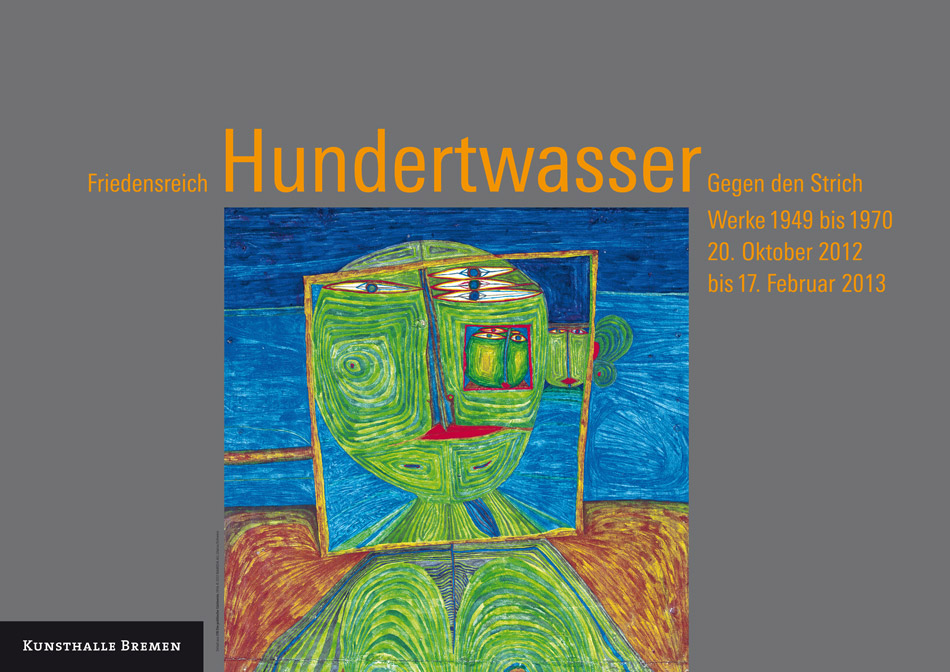 Friedensreich Hundertwasser Gegen den Strich
Werke 1949 bis 1970
20. Oktober 2012
bis 17. Februar 2013
KUNSTHALLE BREMEN